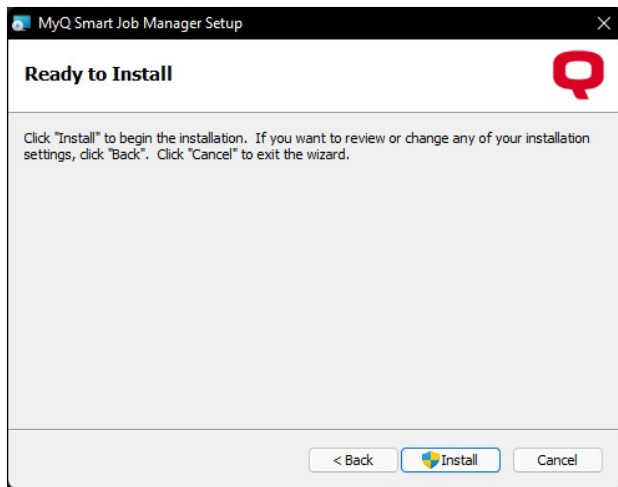 MyQ Smart Job Manager Setup
Ready to Install
Click "Install" to begin the installation.  If you want to review or change any of your installation
settings, click "Back".  Click "Cancel" to exit the wizard.
< Back
Install
Cancel